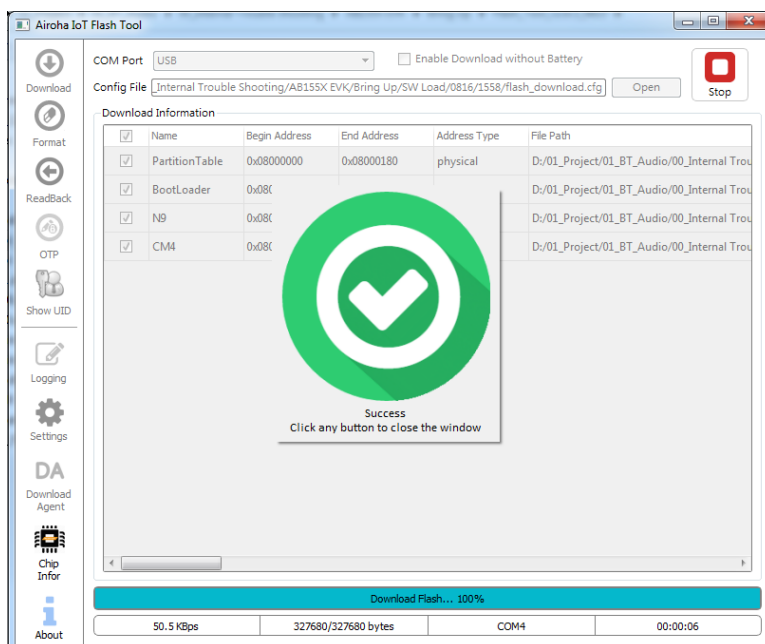 Airoha IoT Flash Tool
Download
Format
ReadBack
OTP
Show UID
Logging
Settings
DA
Download
Agent
Chip
Infor
About
COM Port USB Enable Download without Battery
Config File _Internal Trouble Shooting/AB155X EVK/Bring Up/SW Load/0816/1558/flash_download.cfg Open
Stop
Download Information
Name Begin Address End Address Address Type File Path
PartitionTable 0x08000000 0x08000180 physical D:/01_Project/01_BT_Audio/00_Internal Trou
BootLoader 0x080 D:/01_Project/01_BT_Audio/00_Internal Trou
N9 0x080 D:/01_Project/01_BT_Audio/00_Internal Trou
CM4 0x080 D:/01_Project/01_BT_Audio/00_Internal Trou
Success
Click any button to close the window
Download Flash... 100%
50.5 KBps 327680/327680 bytes COM4 00:00:06